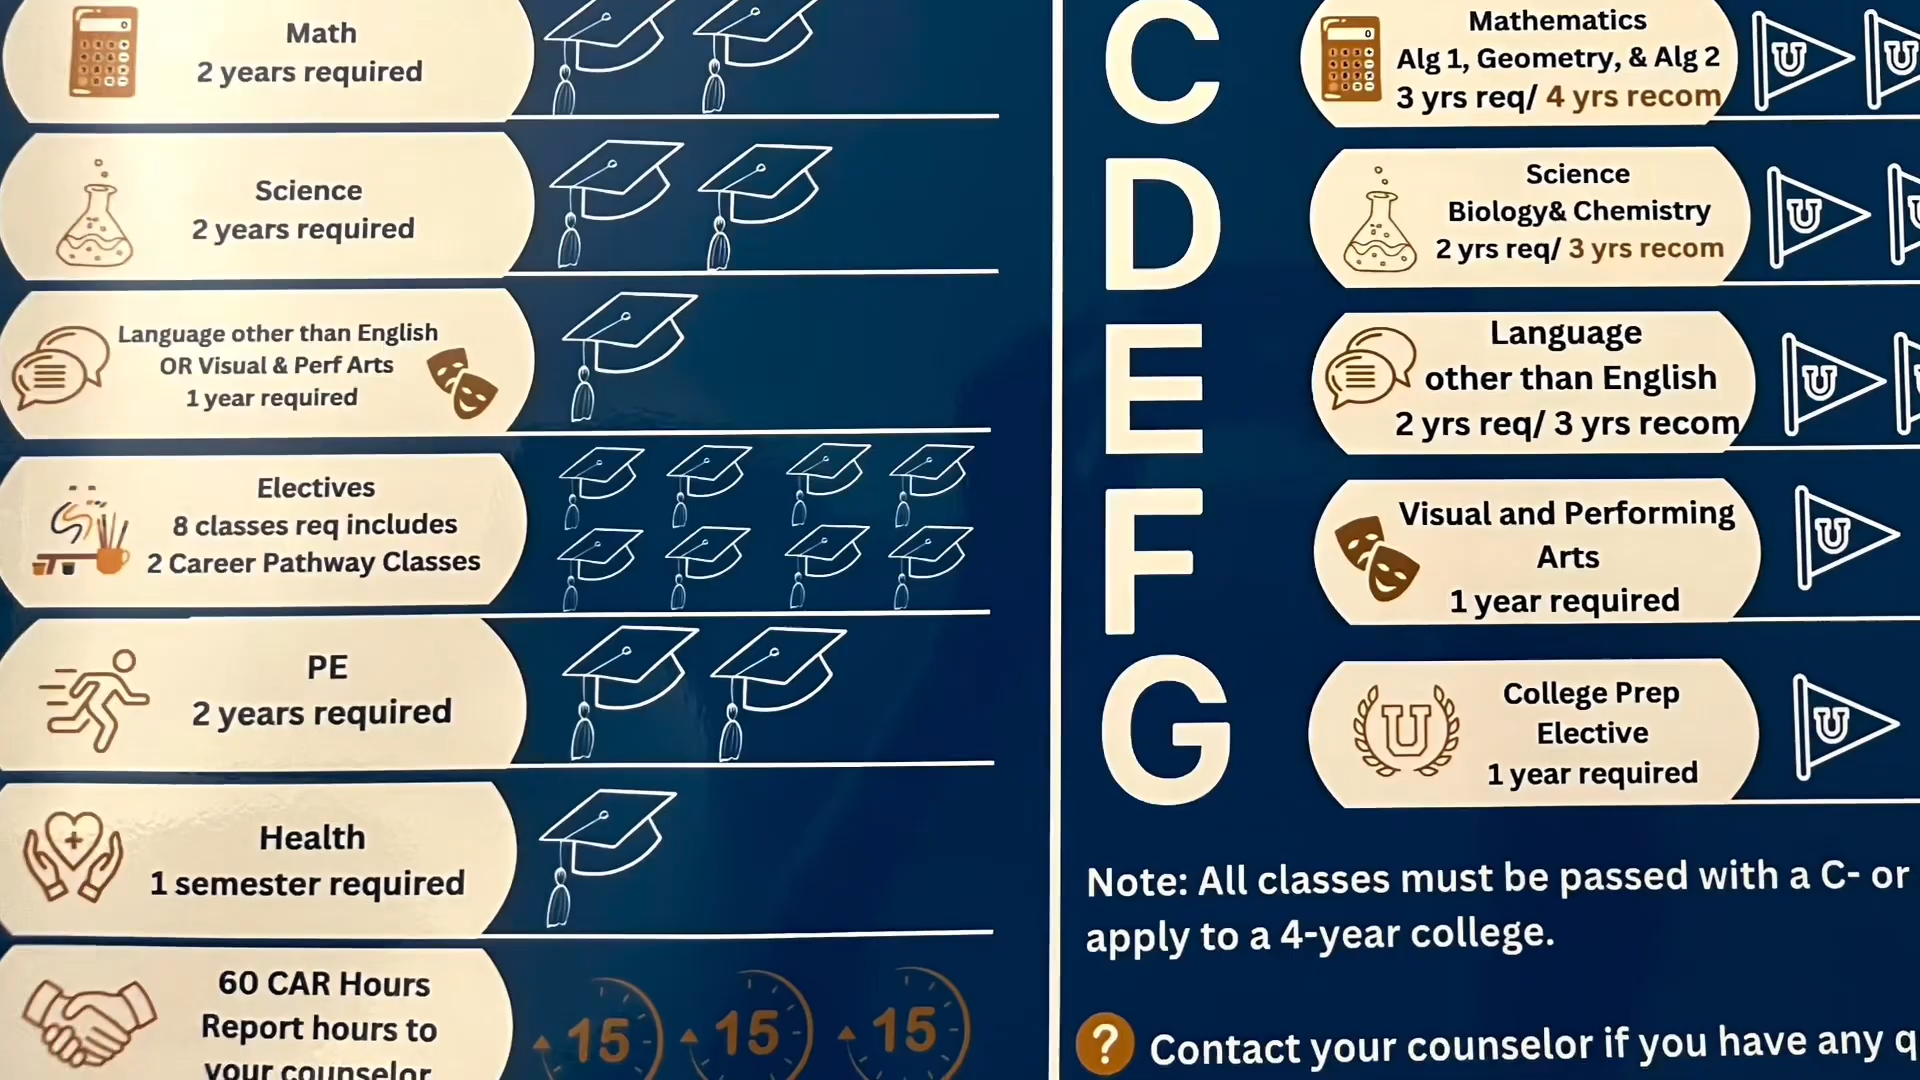 Math
2 years required
Science
2 years required
Language other than English
OR Visual & Perf Arts
1 year required
Electives
8 classes req includes
2 Career Pathway Classes
PE
2 years required
Health
1 semester required
60 CAR Hours
Report hours to
your counselor
15 15 15
C
Mathematics
Alg 1, Geometry, & Alg 2
3 yrs req/ 4 yrs recom
U U
D
Science
Biology& Chemistry
2 yrs req/ 3 yrs recom
U
E
Language
other than English
2 yrs req/ 3 yrs recom
U
F
Visual and Performing
Arts
1 year required
U
G
U
College Prep
Elective
1 year required
U
Note: All classes must be passed with a C- or
apply to a 4-year college.
? Contact your counselor if you have any q